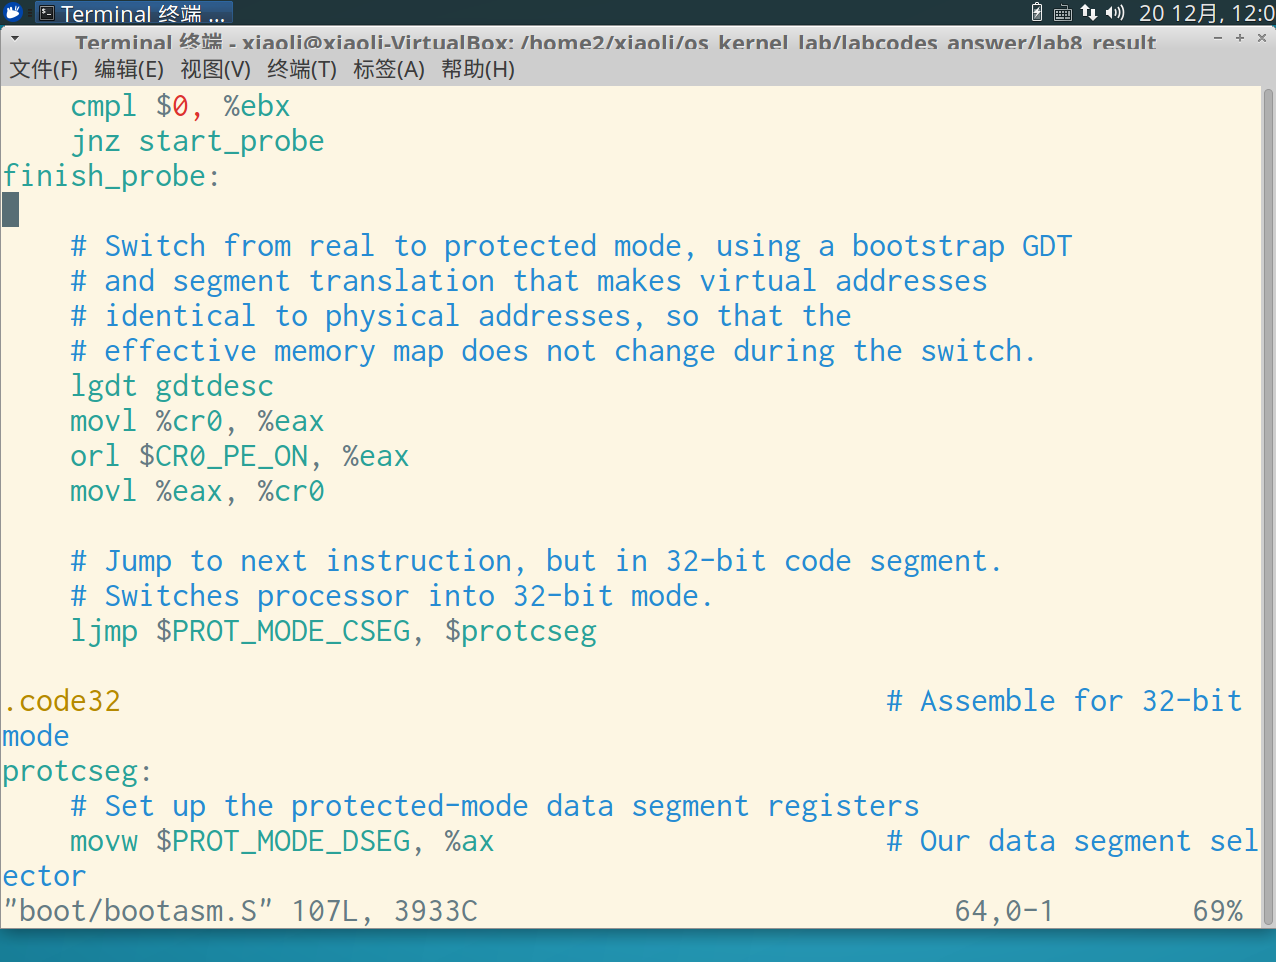 Terminal 终端 ...
20 12月, 12:0
Terminal 终端 - xiaoli@xiaoli-VirtualBox: /home2/xiaoli/os_kernel_lab/labcodes_answer/lab8_result
文件(F) 编辑(E) 视图(V) 终端(T) 标签(A) 帮助(H)
cmpl $0, %ebx
jnz start_probe
finish_probe:
# Switch from real to protected mode, using a bootstrap GDT
# and segment translation that makes virtual addresses
# identical to physical addresses, so that the
# effective memory map does not change during the switch.
lgdt gdtdesc
movl %cr0, %eax
orl $CR0_PE_ON, %eax
movl %eax, %cr0
# Jump to next instruction, but in 32-bit code segment.
# Switches processor into 32-bit mode.
ljmp $PROT_MODE_CSEG, $protcseg
.code32 # Assemble for 32-bit
mode
protcseg:
# Set up the protected-mode data segment registers
movw $PROT_MODE_DSEG, %ax # Our data segment sel
ector
"boot/bootasm.S" 107L, 3933C 64,0-1 69%